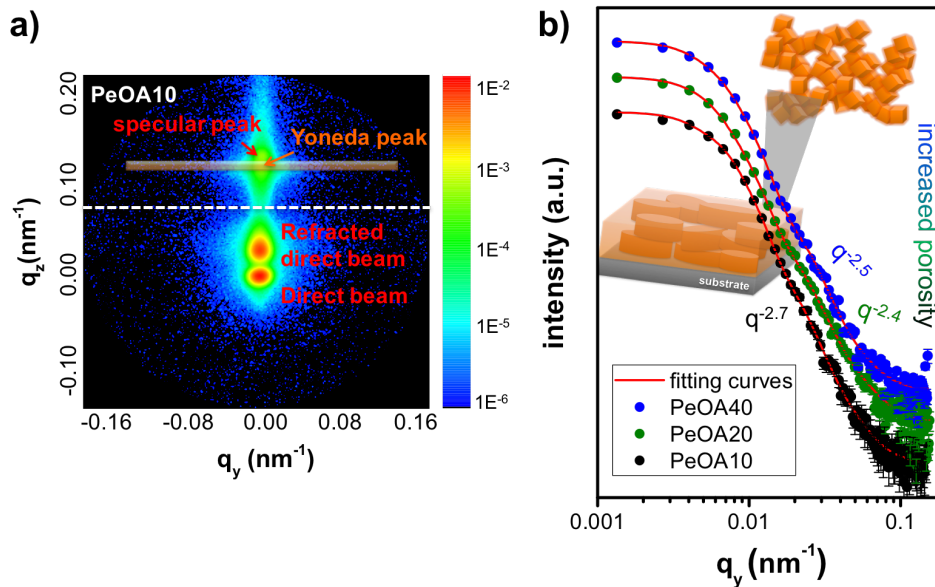 a)
PeOA10
specular peak
Yoneda peak
Refracted
direct beam
Direct beam
q_z(nm⁻¹)
0.20
0.10
0.00
-0.10
-0.16
-0.08
0.00
0.08
0.16
q_y (nm⁻¹)
1E⁻²
1E⁻³
1E⁻⁴
1E⁻⁵
1E⁻⁶
b)
intensity (a.u.)
increased porosity
substrate
q⁻²·⁵
q⁻²·⁴
q⁻²·⁷
fitting curves
PeOA40
PeOA20
PeOA10
0.001
0.01
0.1
q_y (nm⁻¹)